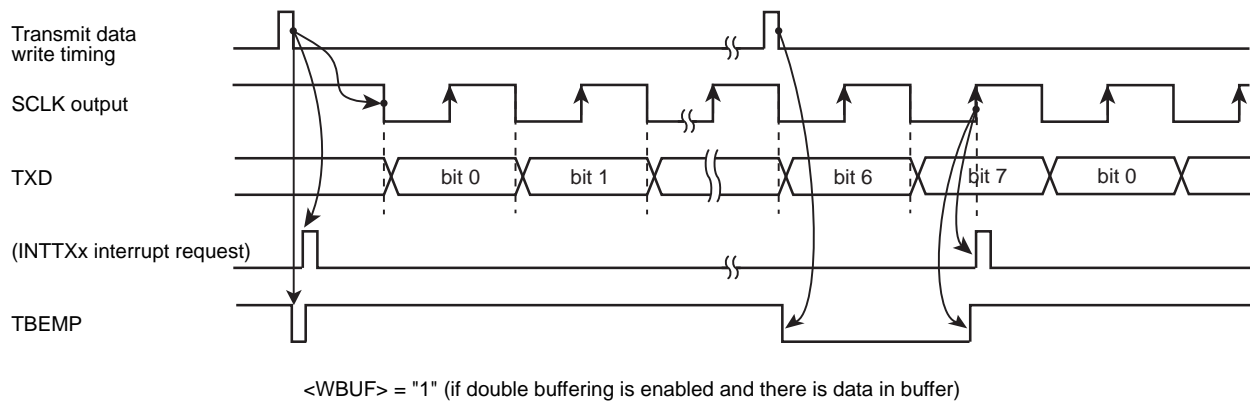 Transmit data
write timing
SCLK output
TXD
bit 0
bit 1
bit 6
bit 7
bit 0
(INTTXx interrupt request)
TBEMP
<WBUF> = "1" (if double buffering is enabled and there is data in buffer)